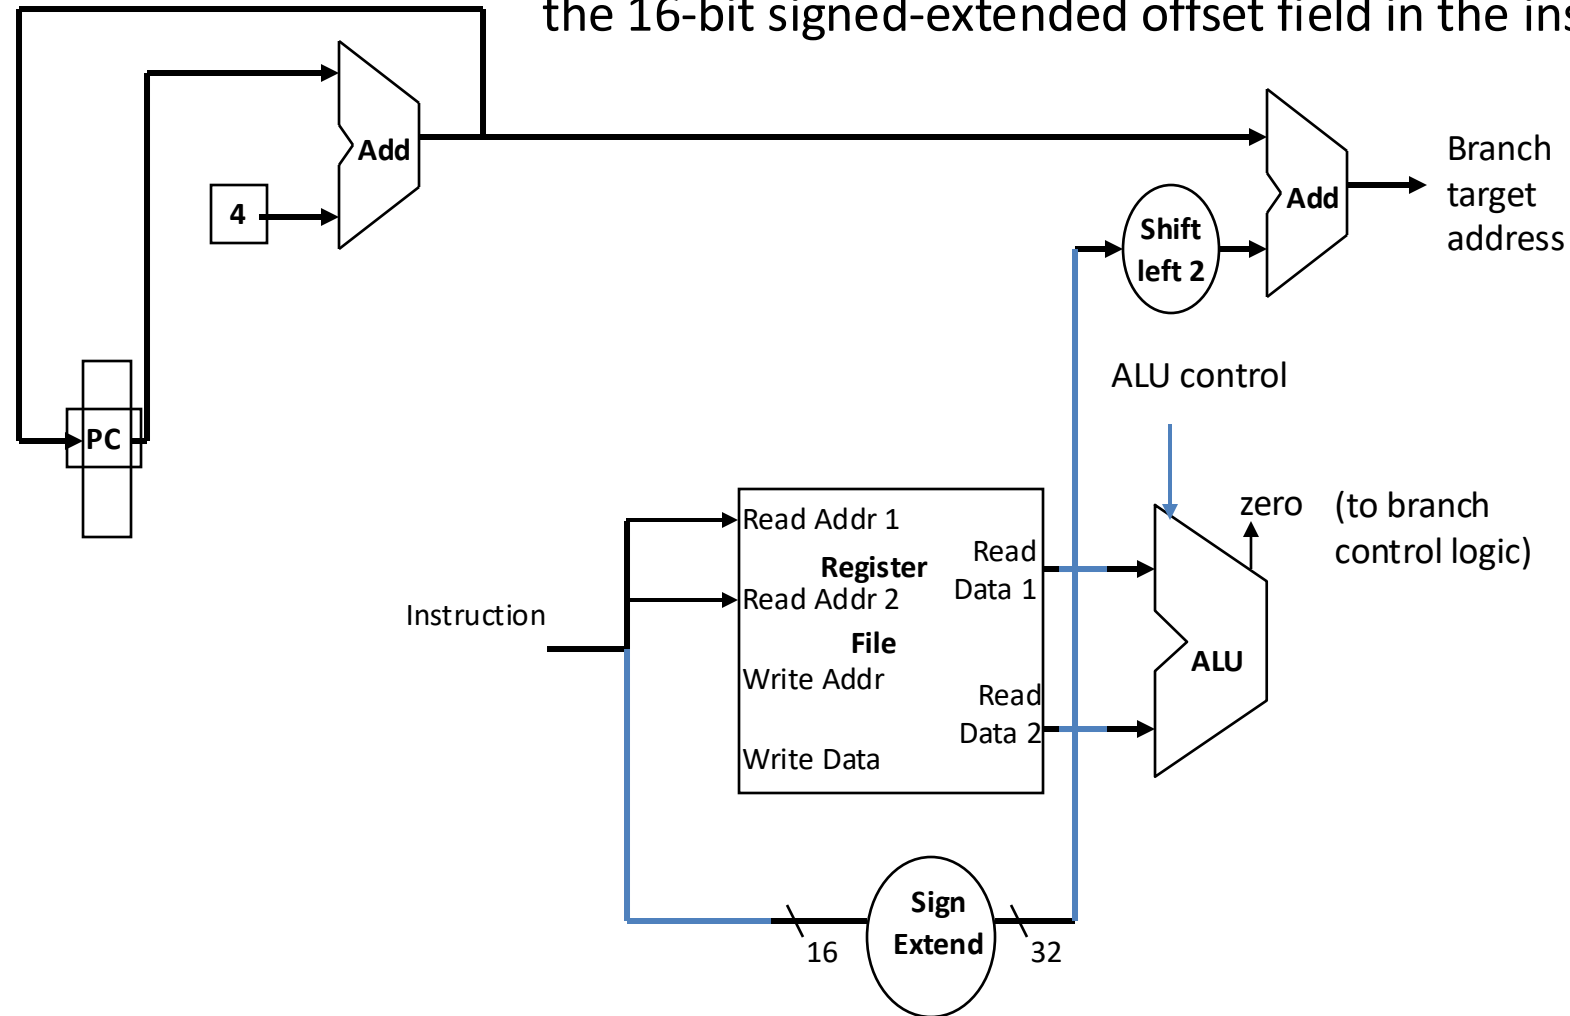 the 16-bit signed-extended offset field in the
Add
4
Add
Branch
target
address
Shift
left 2
ALU control
PC
zero
(to branch
control logic)
Read Addr 1
Read
Data 1
Register
Read Addr 2
Instruction
File
Write Addr
ALU
Read
Data 2
Write Data
Sign
Extend
16
32